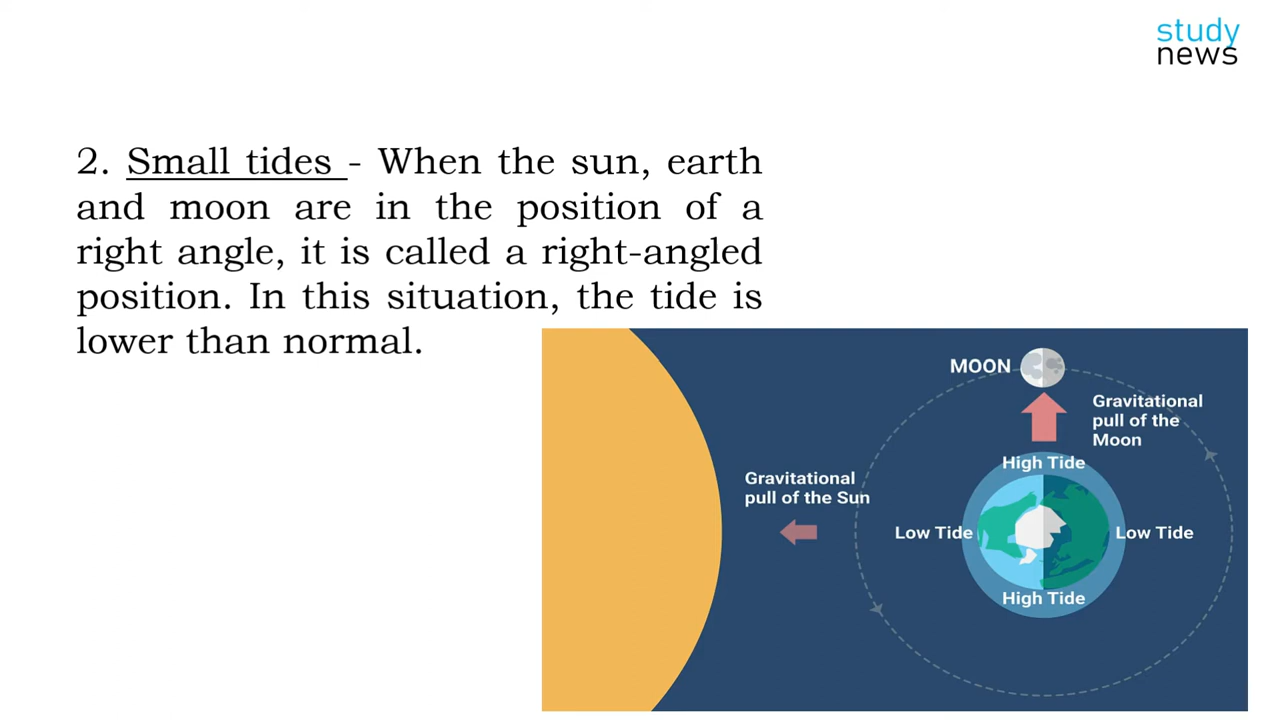 study
news
2. Small tides - When the sun, earth
and moon are in the position of a
right angle, it is called a right-angled
position. In this situation, the tide is
lower than normal.
MOON
Gravitational
pull of the
Moon
High Tide
Gravitational
pull of the Sun
Low Tide
Low Tide
High Tide